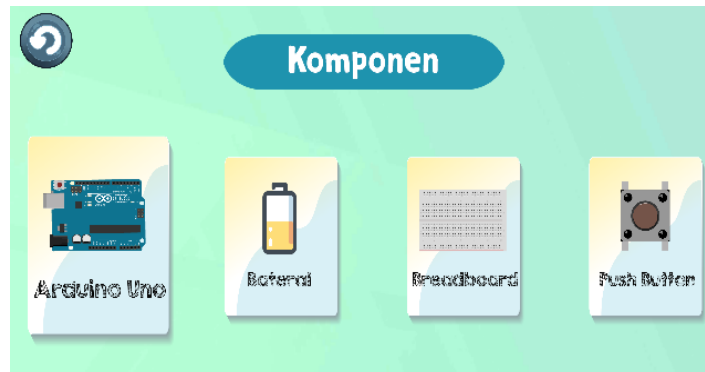 Komponen
Arduino Uno
Baterai
Breadboard
Push Button